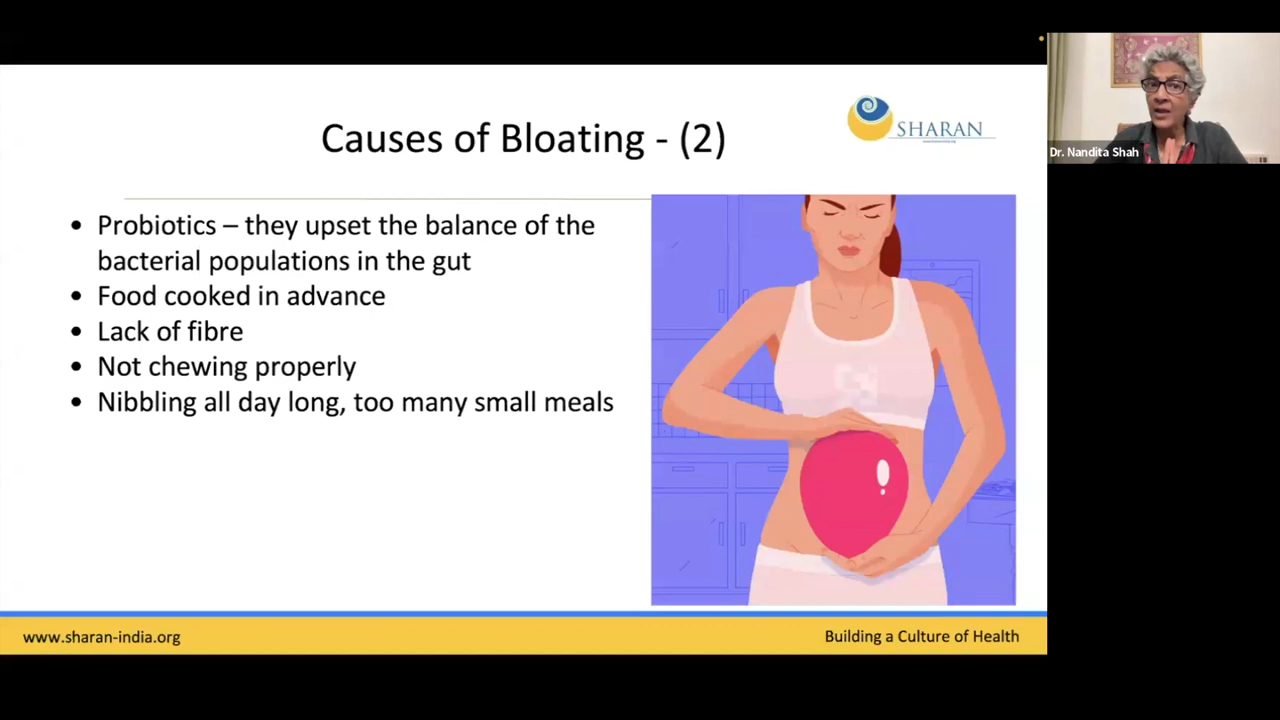 Causes of Bloating - (2)
SHARAN
Dr. Nandita Shah
• Probiotics – they upset the balance of the
bacterial populations in the gut
• Food cooked in advance
• Lack of fibre
• Not chewing properly
• Nibbling all day long, too many small meals
www.sharan-india.org
Building a Culture of Health